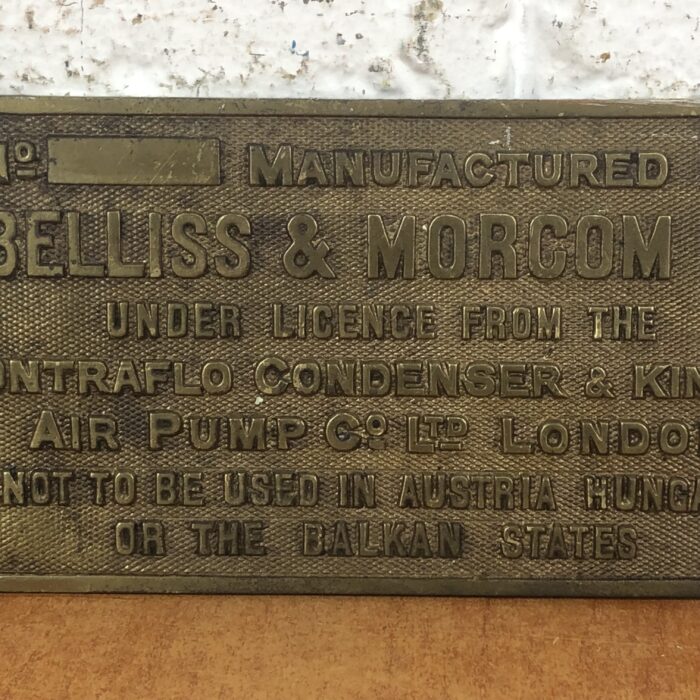 No MANUFACTURED
BELLISS & MORCOM
UNDER LICENCE FROM THE
ONTRAFLO CONDENSER & KIN
AIR PUMP Co LTD LONDO
NOT TO BE USED IN AUSTRIA HUNGA
OR THE BALKAN STATES